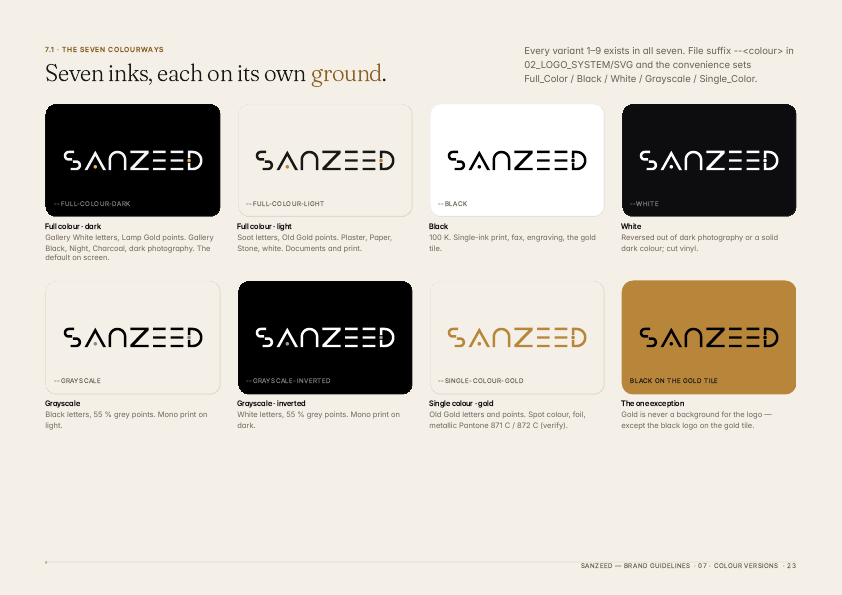 7.1 · THE SEVEN COLOURWAYS
Seven inks, each on its own ground.
Every variant 1–9 exists in all seven. File suffix --<colour> in
02_LOGO_SYSTEM/SVG and the convenience sets
Full_Color / Black / White / Grayscale / Single_Color.
SANZEED
--FULL-COLOUR-DARK
Full colour · dark
Gallery White letters, Lamp Gold points. Gallery
Black, Night, Charcoal, dark photography. The
default on screen.
SANZEED
--FULL-COLOUR-LIGHT
Full colour · light
Soot letters, Old Gold points. Plaster, Paper,
Stone, white. Documents and print.
SANZEED
--BLACK
Black
100 K. Single-ink print, fax, engraving, the gold
tile.
SANZEED
--WHITE
White
Reversed out of dark photography or a solid
dark colour; cut vinyl.
SANZEED
--GRAYSCALE
Grayscale
Black letters, 55 % grey points. Mono print on
light.
SANZEED
--GRAYSCALE-INVERTED
Grayscale · inverted
White letters, 55 % grey points. Mono print on
dark.
SANZEED
--SINGLE-COLOUR-GOLD
Single colour · gold
Old Gold letters and points. Spot colour, foil,
metallic Pantone 871 C / 872 C (verify).
SANZEED
BLACK ON THE GOLD TILE
The one exception
Gold is never a background for the logo —
except the black logo on the gold tile.
SANZEED — BRAND GUIDELINES · 07 · COLOUR VERSIONS · 23